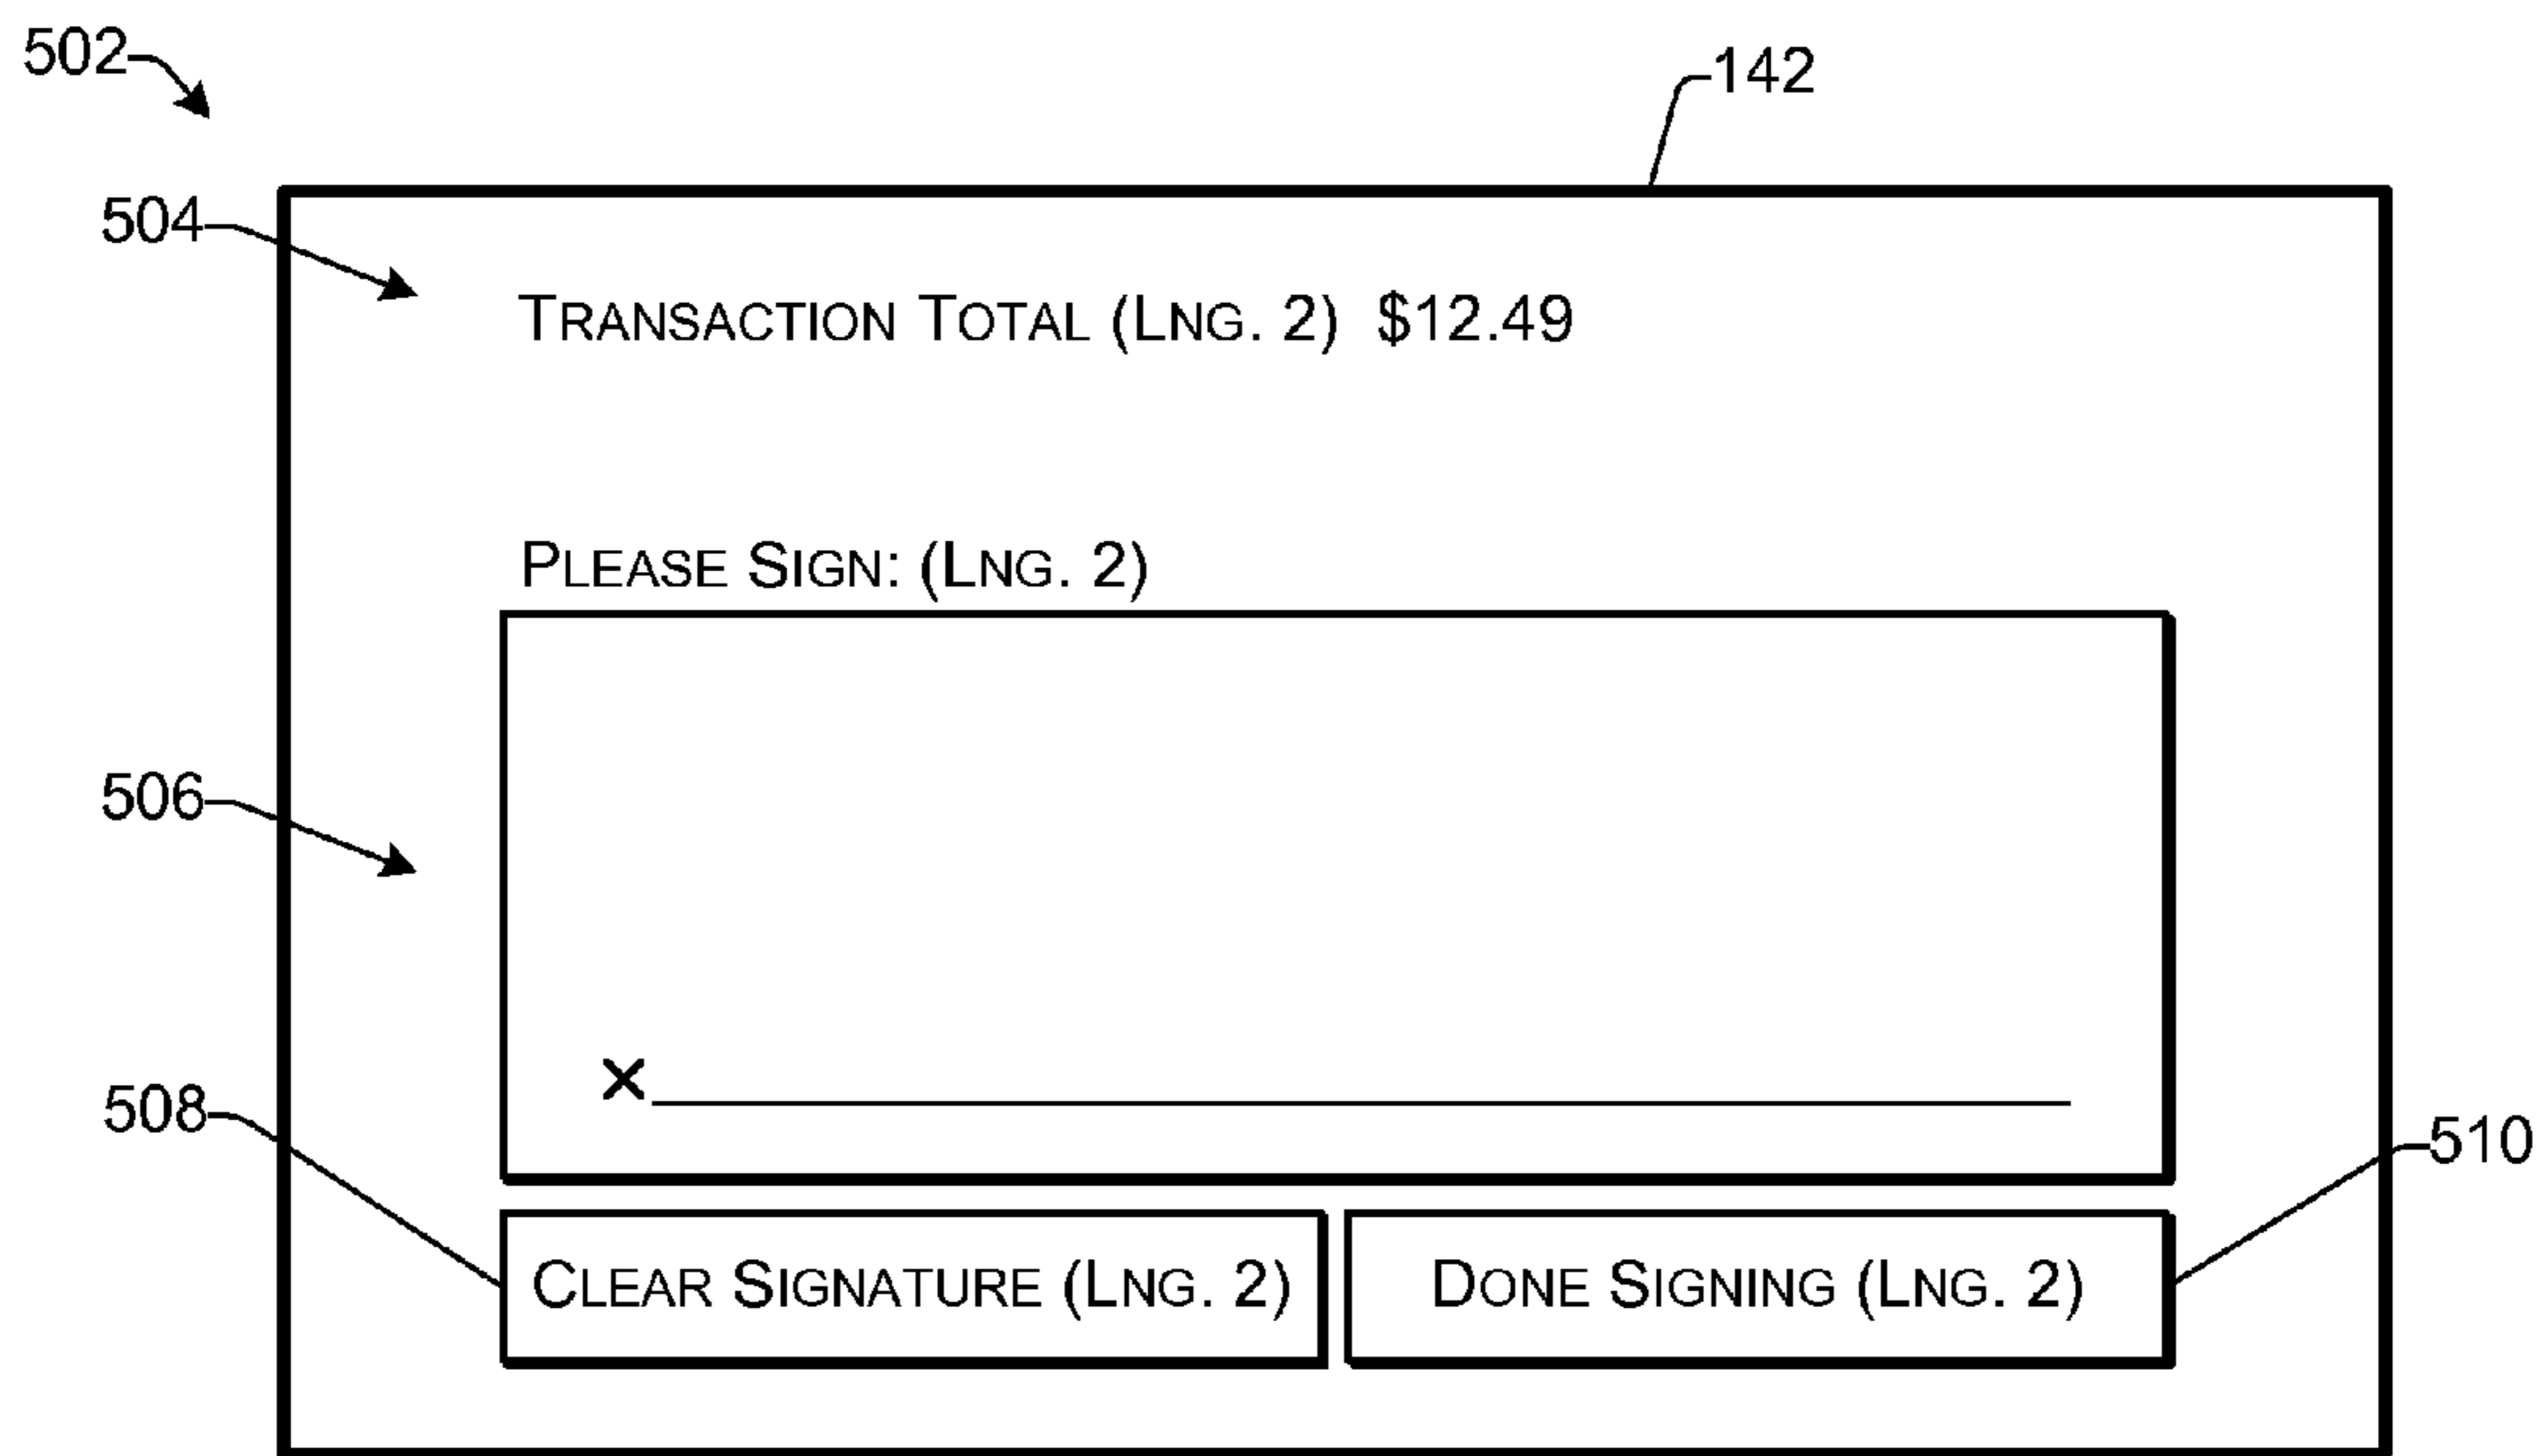 502
142
504
TRANSACTION TOTAL (LNG. 2) $12.49
PLEASE SIGN: (LNG. 2)
506
×
508
510
CLEAR SIGNATURE (LNG. 2)
DONE SIGNING (LNG. 2)